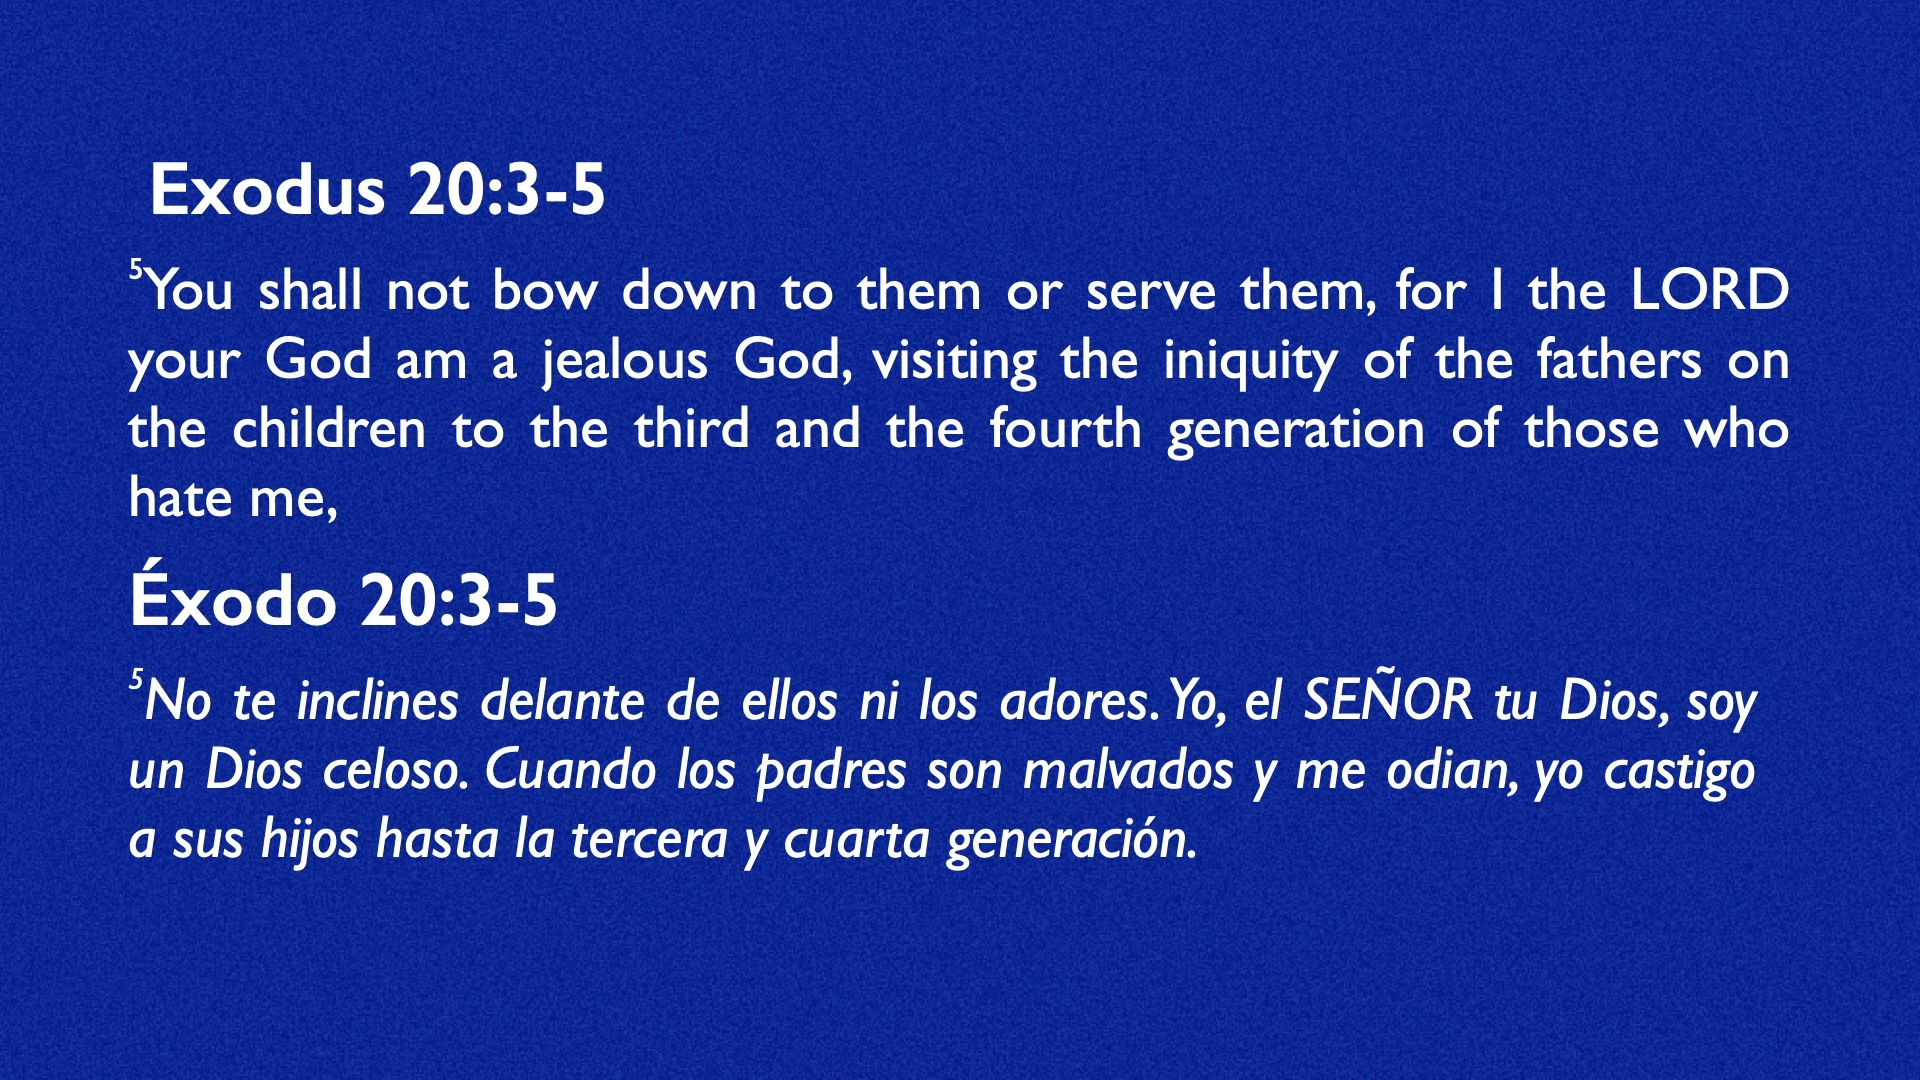 Exodus 20:3-5
⁵You shall not bow down to them or serve them, for I the LORD
your God am a jealous God, visiting the iniquity of the fathers on
the children to the third and the fourth generation of those who
hate me,
Éxodo 20:3-5
⁵No te inclines delante de ellos ni los adores. Yo, el SEÑOR tu Dios, soy
un Dios celoso. Cuando los padres son malvados y me odian, yo castigo
a sus hijos hasta la tercera y cuarta generación.